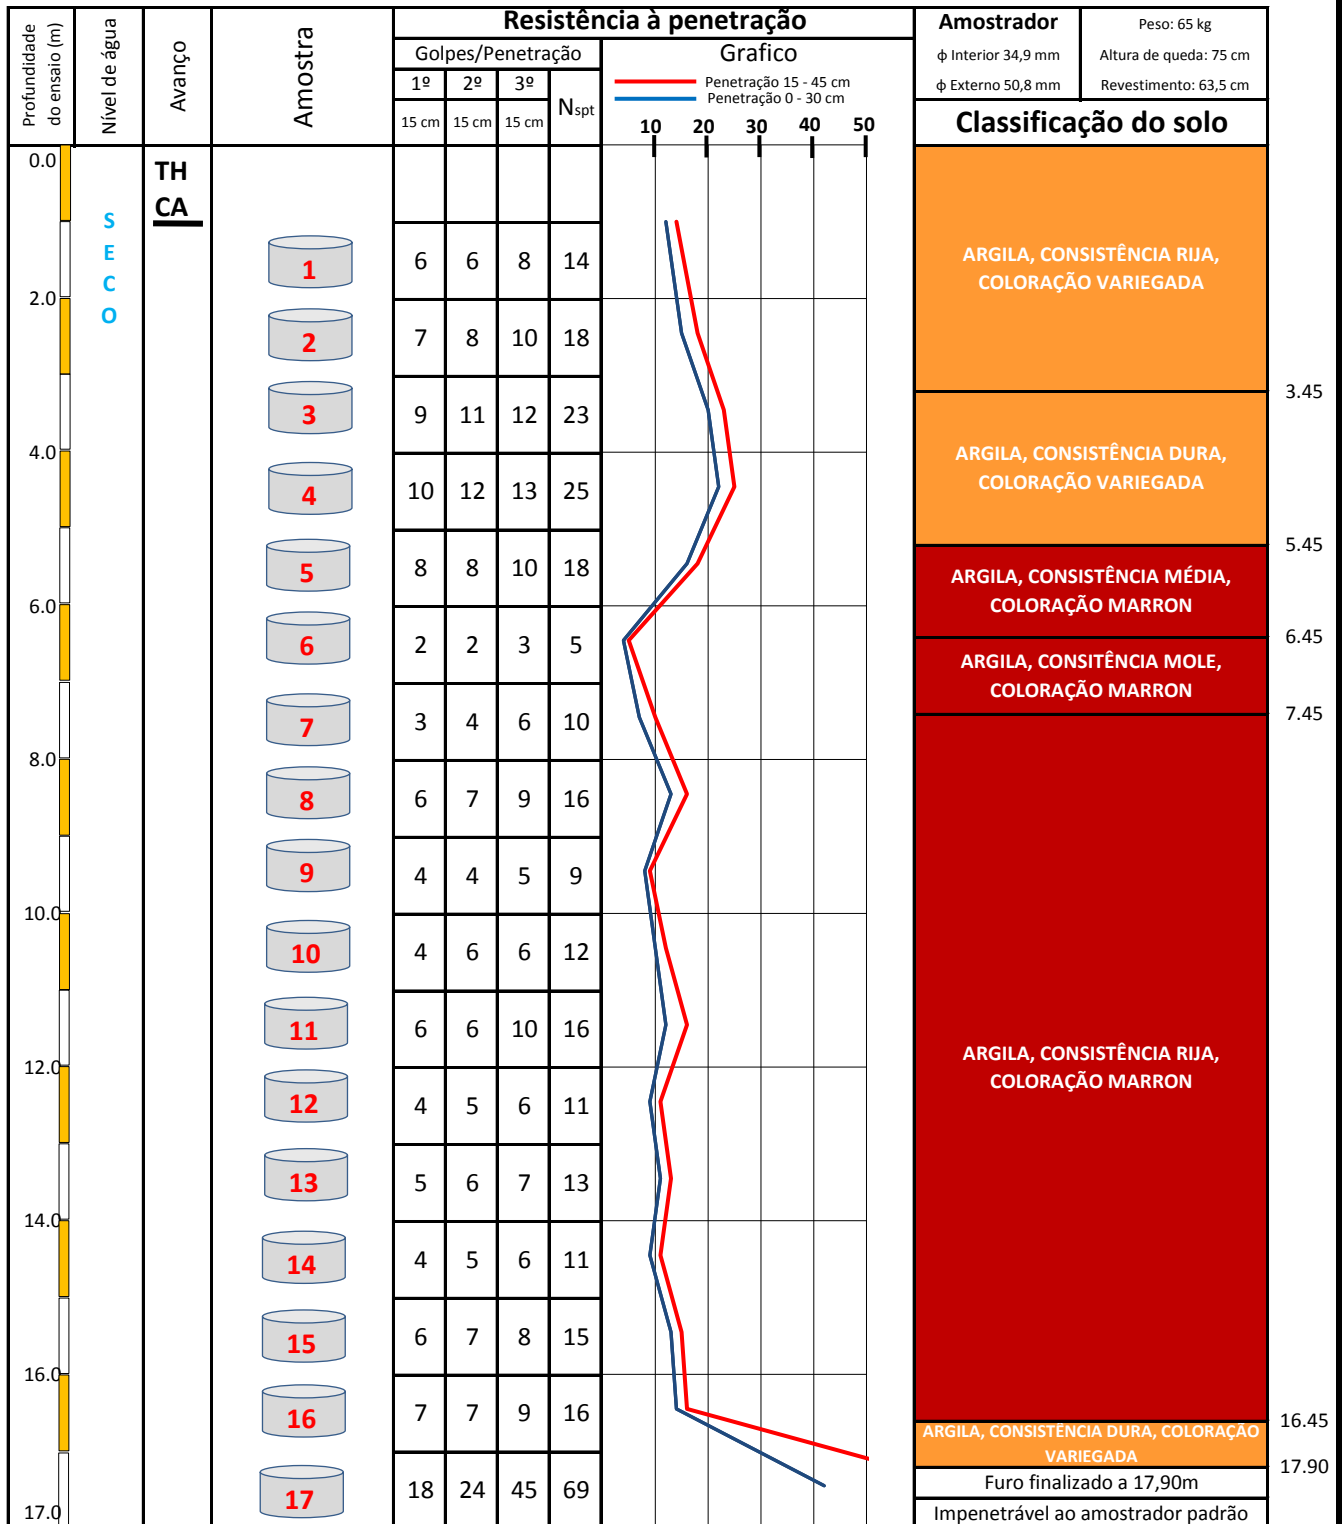 Profundidade
do ensaio (m)
Nível de água
Avanço
Amostra
Resistência à penetração
Golpes/Penetração
1º 2º 3º
Nspt
15 cm 15 cm 15 cm
Grafico
Penetração 15 - 45 cm
Penetração 0 - 30 cm
10 20 30 40 50
Amostrador
ϕ Interior 34,9 mm
ϕ Externo 50,8 mm
Peso: 65 kg
Altura de queda: 75 cm
Revestimento: 63,5 cm
Classificação do solo
0.0
TH
CA
S
E
C
O
1 6 6 8 14
ARGILA, CONSISTÊNCIA RIJA,
COLORAÇÃO VARIEGADA
2.0
2 7 8 10 18
3.45
3 9 11 12 23
4.0
ARGILA, CONSISTÊNCIA DURA,
COLORAÇÃO VARIEGADA
4 10 12 13 25
5.45
5 8 8 10 18
ARGILA, CONSISTÊNCIA MÉDIA,
COLORAÇÃO MARRON
6.0
6.45
6 2 2 3 5
ARGILA, CONSITÊNCIA MOLE,
COLORAÇÃO MARRON
7.45
7 3 4 6 10
8.0
8 6 7 9 16
9 4 4 5 9
10.0
10 4 6 6 12
11 6 6 10 16
ARGILA, CONSISTÊNCIA RIJA,
COLORAÇÃO MARRON
12.0
12 4 5 6 11
13 5 6 7 13
14.0
14 4 5 6 11
15 6 7 8 15
16.0
16 7 7 9 16
16.45
ARGILA, CONSISTÊNCIA DURA, COLORAÇÃO
VARIEGADA
17.90
17 18 24 45 69
Furo finalizado a 17,90m
17.0
Impenetrável ao amostrador padrão